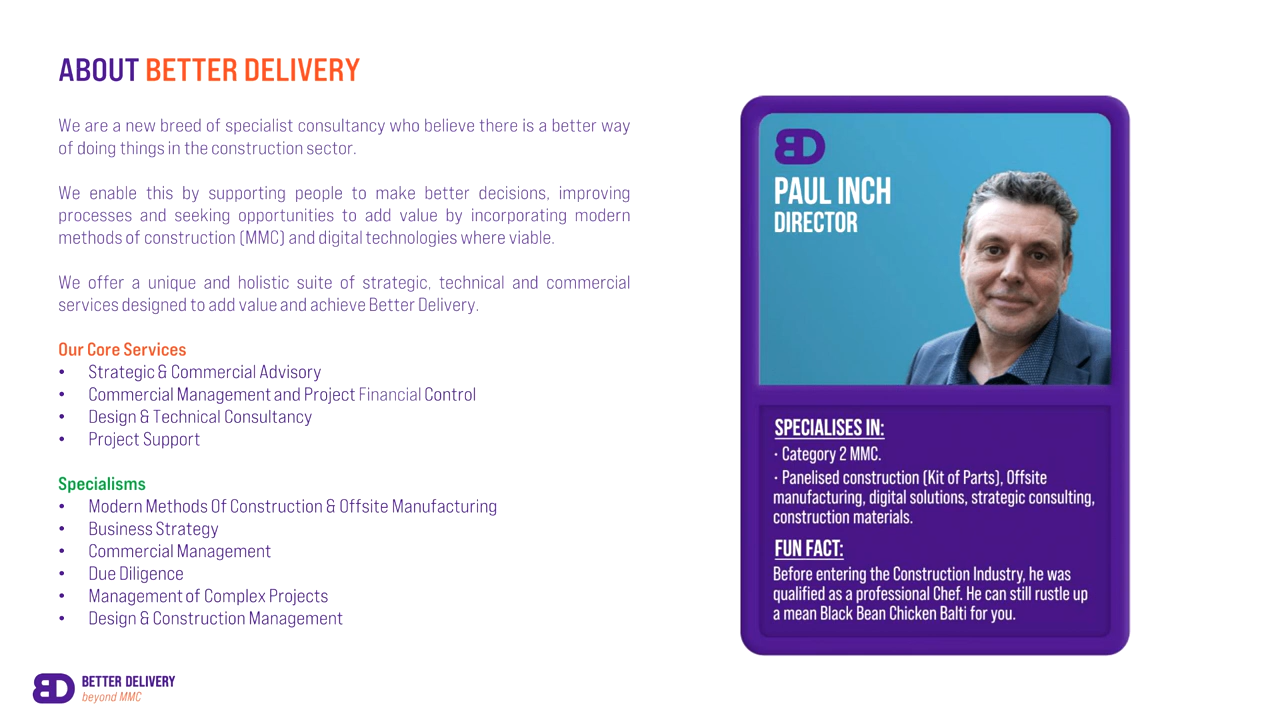 ABOUT BETTER DELIVERY
We are a new breed of specialist consultancy who believe there is a better way
of doing things in the construction sector.
We enable this by supporting people to make better decisions, improving
processes and seeking opportunities to add value by incorporating modern
methods of construction (MMC) and digital technologies where viable.
We offer a unique and holistic suite of strategic, technical and commercial
services designed to add value and achieve Better Delivery.
Our Core Services
• Strategic & Commercial Advisory
• Commercial Management and Project Financial Control
• Design & Technical Consultancy
• Project Support
Specialisms
• Modern Methods Of Construction & Offsite Manufacturing
• Business Strategy
• Commercial Management
• Due Diligence
• Management of Complex Projects
• Design & Construction Management
BD
BETTER DELIVERY
beyond MMC
BD
PAUL INCH
DIRECTOR
SPECIALISES IN:
· Category 2 MMC.
· Panelised construction (Kit of Parts), Offsite
manufacturing, digital solutions, strategic consulting,
construction materials.
FUN FACT:
Before entering the Construction Industry, he was
qualified as a professional Chef. He can still rustle up
a mean Black Bean Chicken Balti for you.